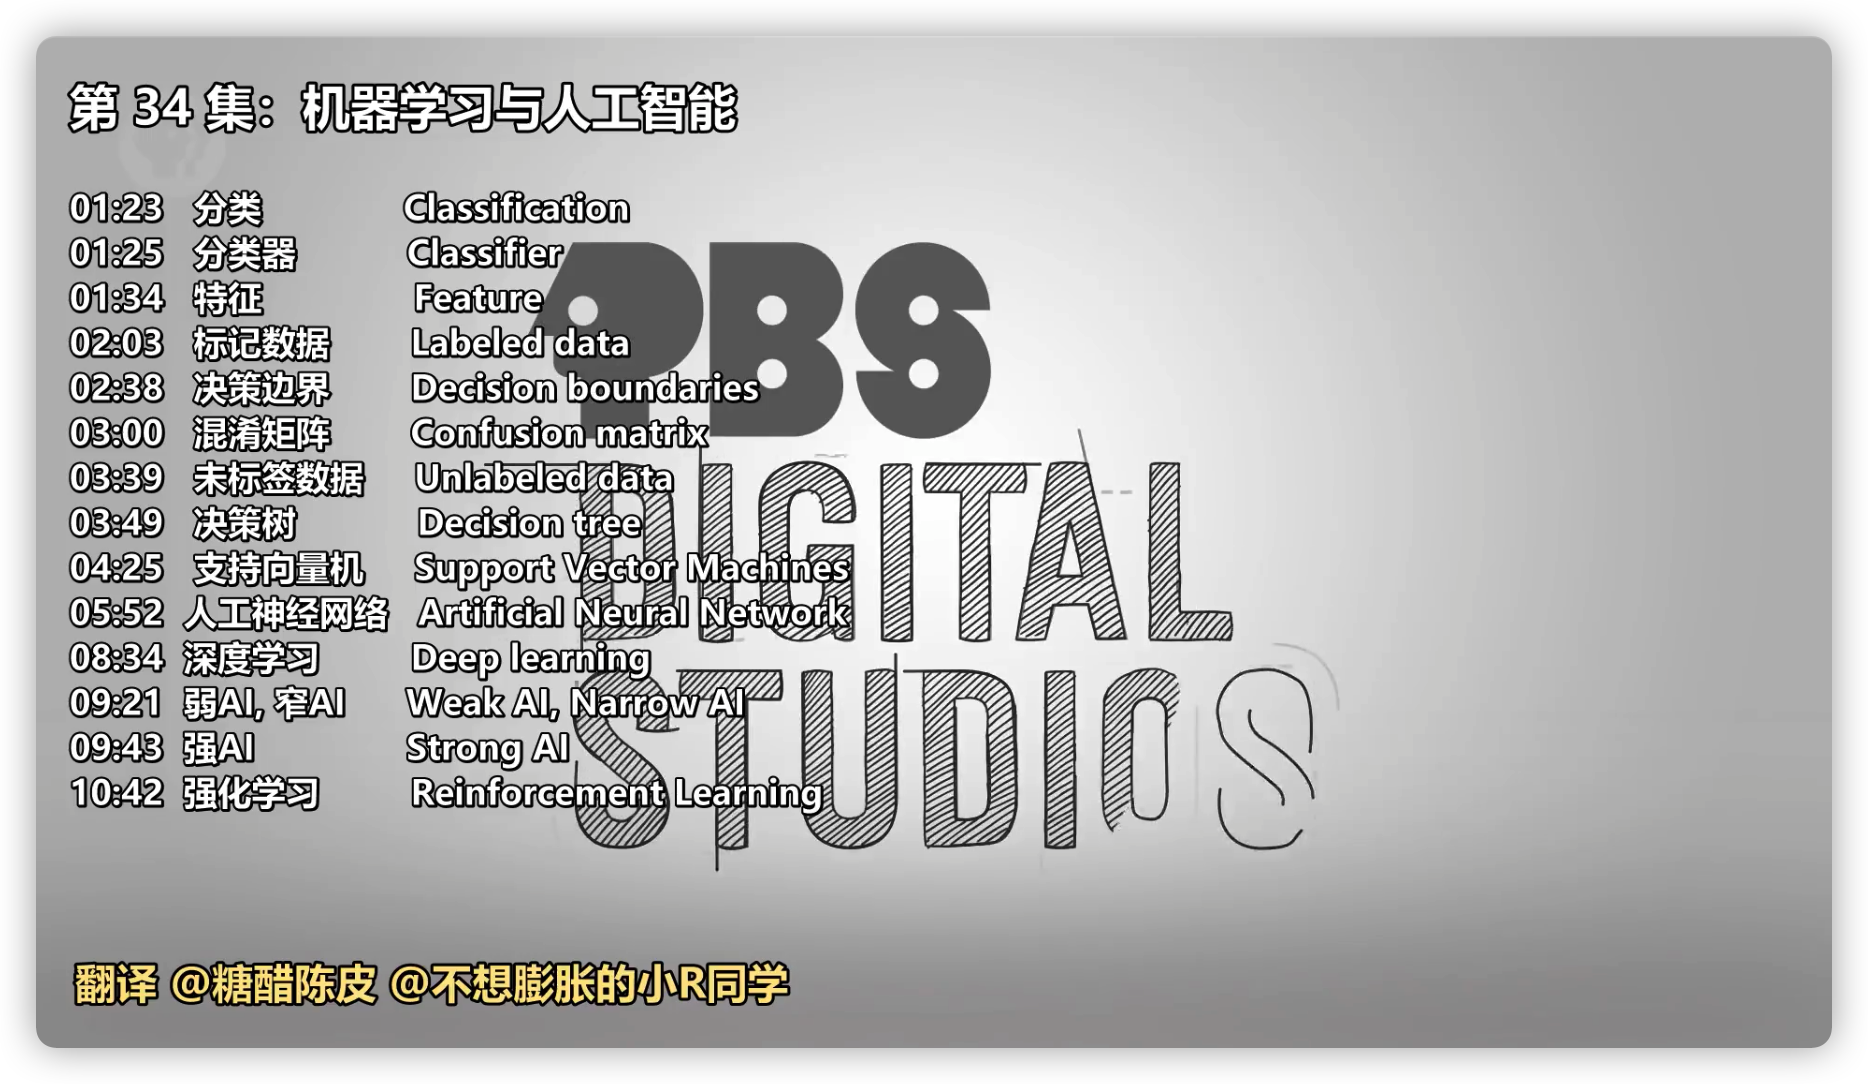 第 34 集：机器学习与人工智能
01:23 分类 Classification
01:25 分类器 Classifier
01:34 特征 Feature
02:03 标记数据 Labeled data
02:38 决策边界 Decision boundaries
03:00 混淆矩阵 Confusion matrix
03:39 未标签数据 Unlabeled data
03:49 决策树 Decision tree
04:25 支持向量机 Support Vector Machines
05:52 人工神经网络 Artificial Neural Network
08:34 深度学习 Deep learning
09:21 弱AI, 窄AI Weak AI, Narrow AI
09:43 强AI Strong AI
10:42 强化学习 Reinforcement Learning
PBS
DIGITAL
STUDIOS
翻译 @糖醋陈皮 @不想膨胀的小R同学